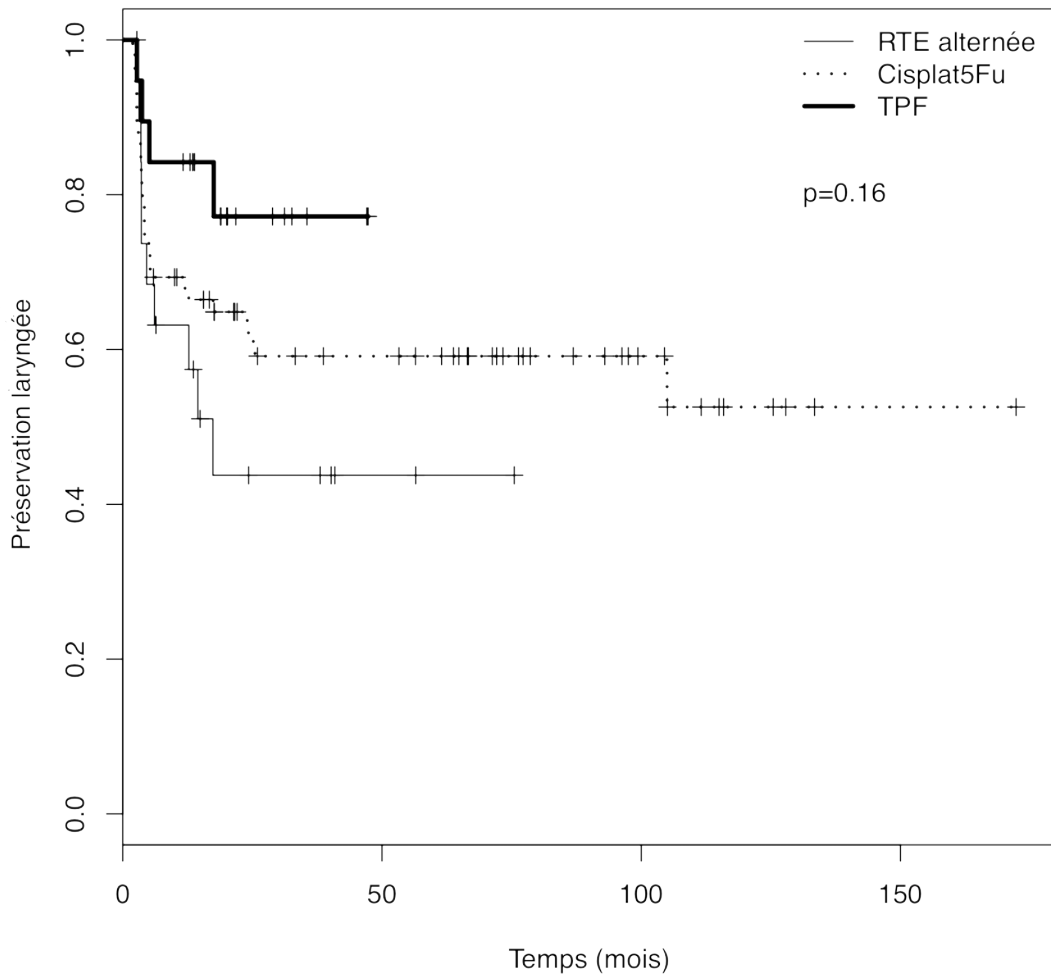 RTE alternée
Cisplat5Fu
TPF
p=0.16
Préservation laryngée
1.0
0.8
0.6
0.4
0.2
0.0
0 50 100 150
Temps (mois)